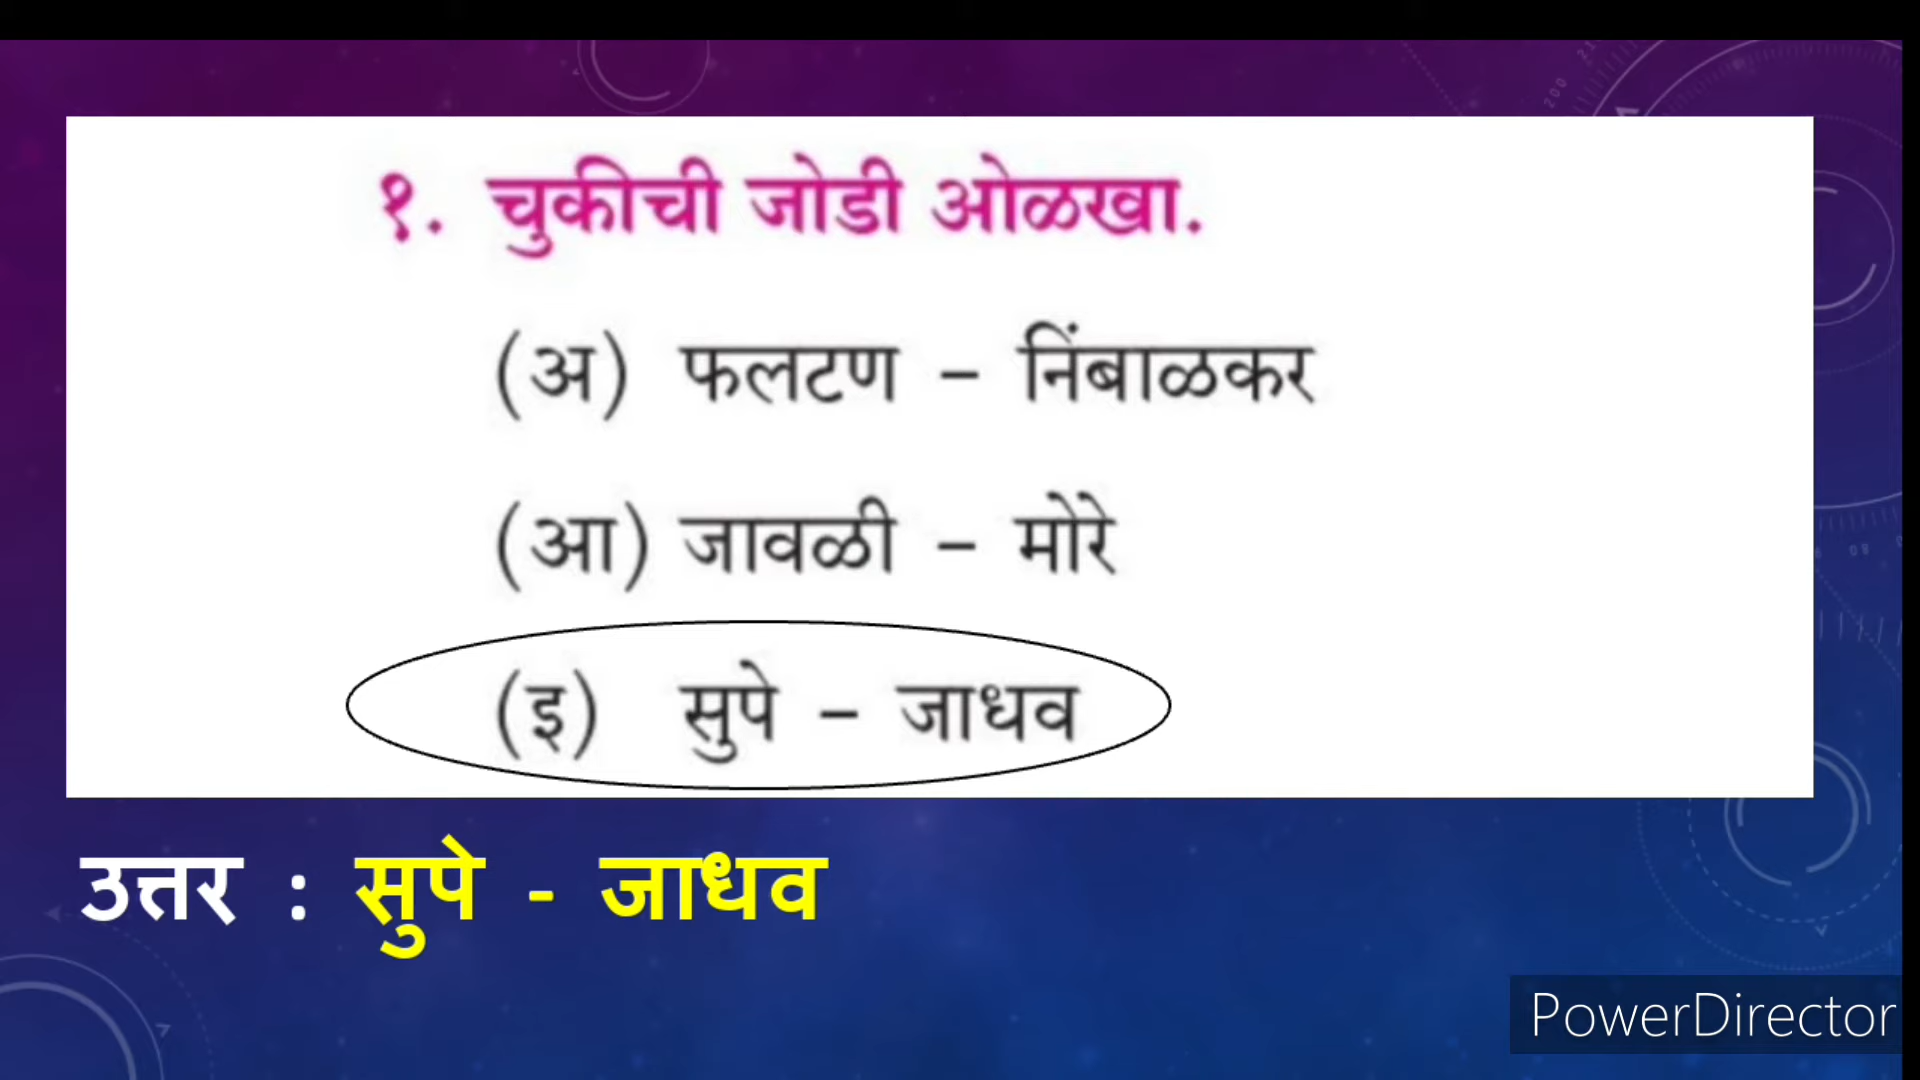 १. चुकीची जोडी ओळखा.
(अ) फलटण – निंबाळकर
(आ) जावळी – मोरे
(इ) सुपे – जाधव
उत्तर : सुपे - जाधव
PowerDirector